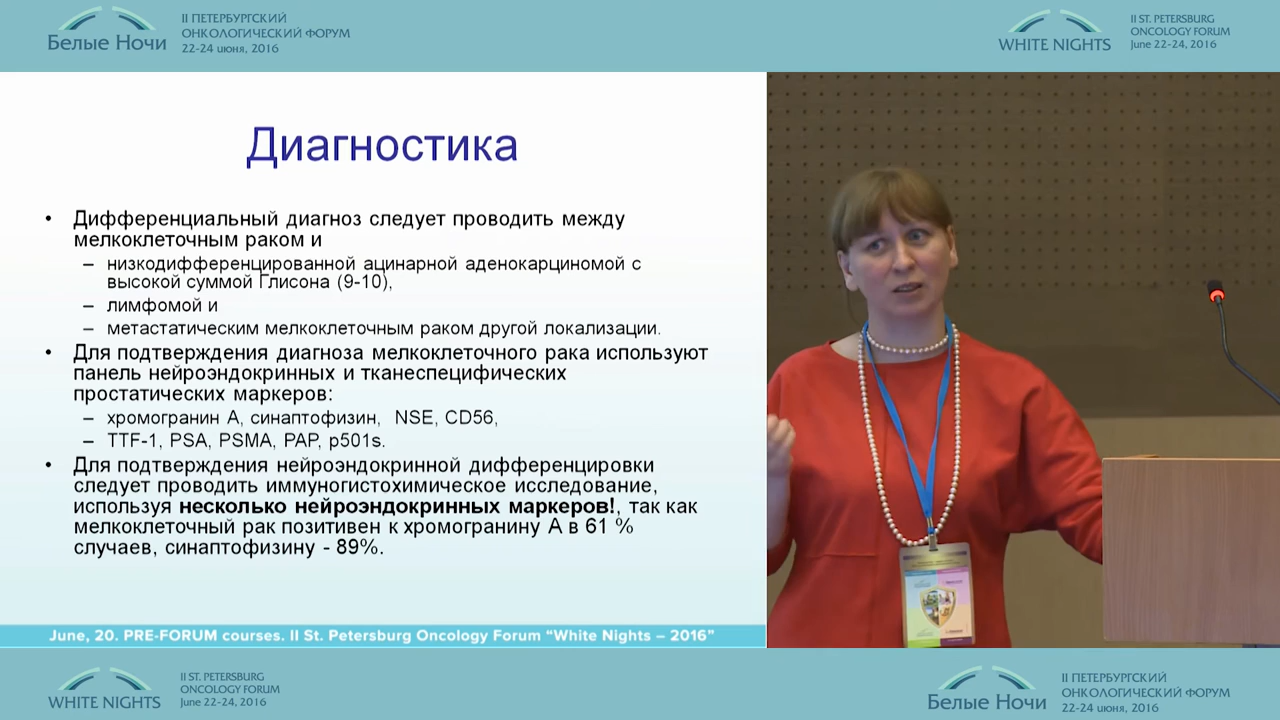 Белые Ночи
II ПЕТЕРБУРГСКИЙ
ОНКОЛОГИЧЕСКИЙ ФОРУМ
22-24 июня, 2016
WHITE NIGHTS
II ST. PETERSBURG
ONCOLOGY FORUM
June 22-24, 2016
Диагностика
• Дифференциальный диагноз следует проводить между
мелкоклеточным раком и
– низкодифференцированной ацинарной аденокарциномой с
высокой суммой Глисона (9-10),
– лимфомой и
– метастатическим мелкоклеточным раком другой локализации.
• Для подтверждения диагноза мелкоклеточного рака используют
панель нейроэндокринных и тканеспецифических
простатических маркеров:
– хромогранин А, синаптофизин, NSE, CD56,
– TTF-1, PSA, PSMA, PAP, p501s.
• Для подтверждения нейроэндокринной дифференцировки
следует проводить иммуногистохимическое исследование,
используя несколько нейроэндокринных маркеров!, так как
мелкоклеточный рак позитивен к хромогранину А в 61 %
случаев, синаптофизину - 89%.
June, 20. PRE-FORUM courses. II St. Petersburg Oncology Forum “White Nights – 2016”
WHITE NIGHTS
II ST. PETERSBURG
ONCOLOGY FORUM
June 22-24, 2016
Белые Ночи
II ПЕТЕРБУРГСКИЙ
ОНКОЛОГИЧЕСКИЙ ФОРУМ
22-24 июня, 2016